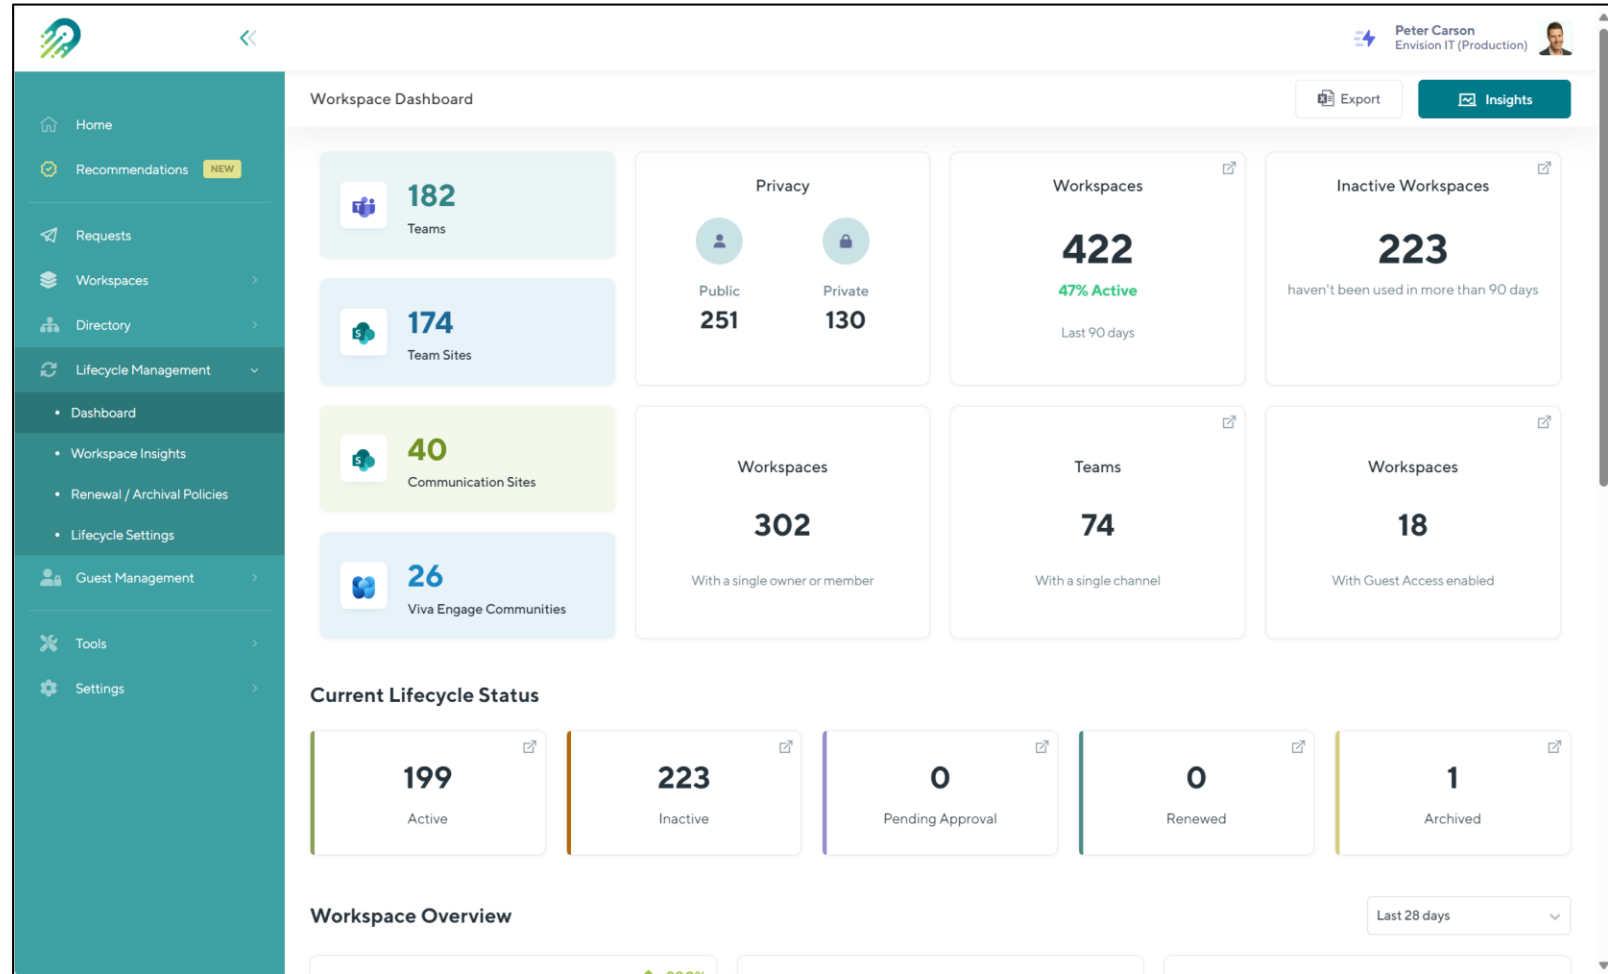 Peter Carson
Envision IT (Production)
Home
Recommendations NEW
Requests
Workspaces
Directory
Lifecycle Management
Dashboard
Workspace Insights
Renewal / Archival Policies
Lifecycle Settings
Guest Management
Tools
Settings
Workspace Dashboard
Export
Insights
182
Teams
174
Team Sites
40
Communication Sites
26
Viva Engage Communities
Privacy
Public
251
Private
130
Workspaces
422
47% Active
Last 90 days
Inactive Workspaces
223
haven't been used in more than 90 days
Workspaces
302
With a single owner or member
Teams
74
With a single channel
Workspaces
18
With Guest Access enabled
Current Lifecycle Status
199
Active
223
Inactive
0
Pending Approval
0
Renewed
1
Archived
Workspace Overview
Last 28 days